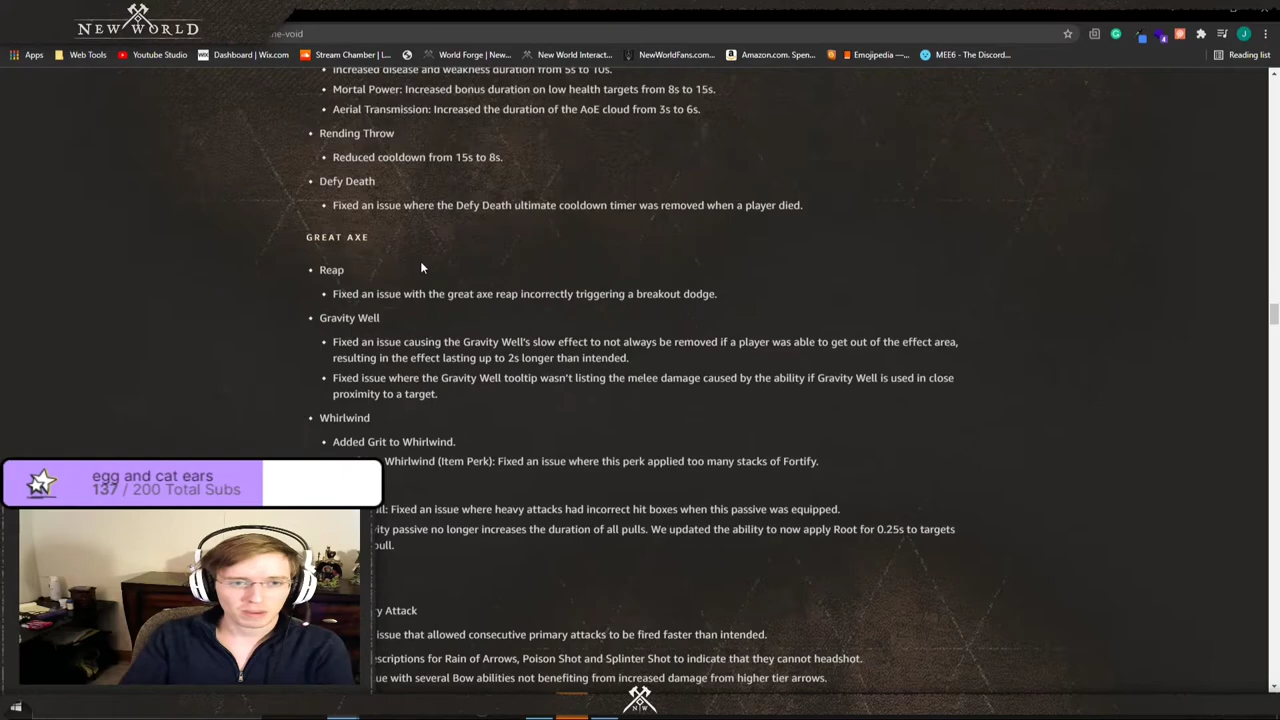 NEW WORLD
ne-void
Apps
Web Tools
Youtube Studio
Dashboard | Wix.com
Stream Chamber [...
World Forge | New...
New World Interact...
NewWorldFans.com...
Amazon.com. Spen...
Emojipedia —...
MEE6 - The Discord...
Reading list
J
• Increased disease and weakness duration from 5s to 10s.
• Mortal Power: Increased bonus duration on low health targets from 8s to 15s.
• Aerial Transmission: Increased the duration of the AoE cloud from 3s to 6s.
• Rending Throw
• Reduced cooldown from 15s to 8s.
• Defy Death
• Fixed an issue where the Defy Death ultimate cooldown timer was removed when a player died.
GREAT AXE
• Reap
• Fixed an issue with the great axe reap incorrectly triggering a breakout dodge.
• Gravity Well
• Fixed an issue causing the Gravity Well's slow effect to not always be removed if a player was able to get out of the effect area,
resulting in the effect lasting up to 2s longer than intended.
• Fixed issue where the Gravity Well tooltip wasn't listing the melee damage caused by the ability if Gravity Well is used in close
proximity to a target.
• Whirlwind
• Added Grit to Whirlwind.
Whirlwind (Item Perk): Fixed an issue where this perk applied too many stacks of Fortify.
egg and cat ears
137 / 200 Total Subs
ll: Fixed an issue where heavy attacks had incorrect hit boxes when this passive was equipped.
ity passive no longer increases the duration of all pulls. We updated the ability to now apply Root for 0.25s to targets
pull.
ry Attack
issue that allowed consecutive primary attacks to be fired faster than intended.
escriptions for Rain of Arrows, Poison Shot and Splinter Shot to indicate that they cannot headshot.
ue with several Bow abilities not benefiting from increased damage from higher tier arrows.
N W